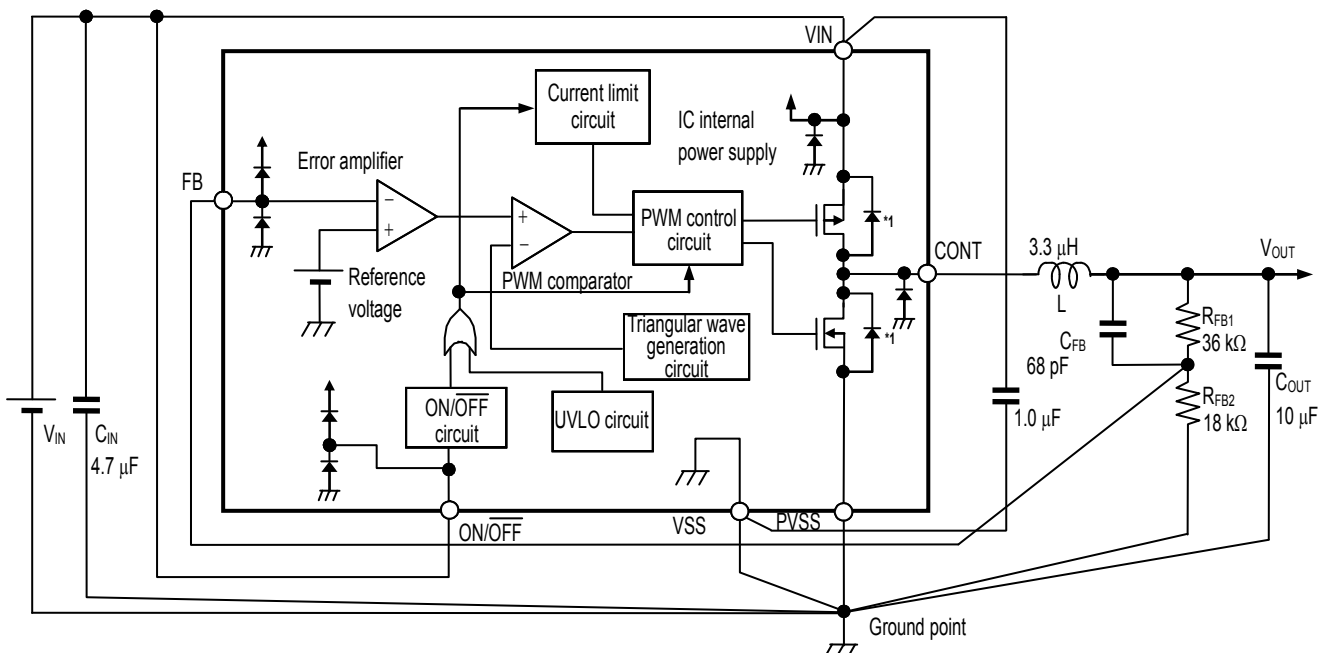 VIN
Current limit
circuit
IC internal
power supply
Error amplifier
FB
−
+
+
−
PWM control
circuit
*1
CONT
3.3 μH
L
VOUT
Reference
voltage
PWM comparator
Triangular wave
generation
circuit
*1
CFB
68 pF
RFB1
36 kΩ
RFB2
18 kΩ
COUT
10 μF
1.0 μF
ON/O̅F̅F̅
circuit
UVLO circuit
VIN
CIN
4.7 μF
ON/O̅F̅F̅
VSS
PVSS
Ground point